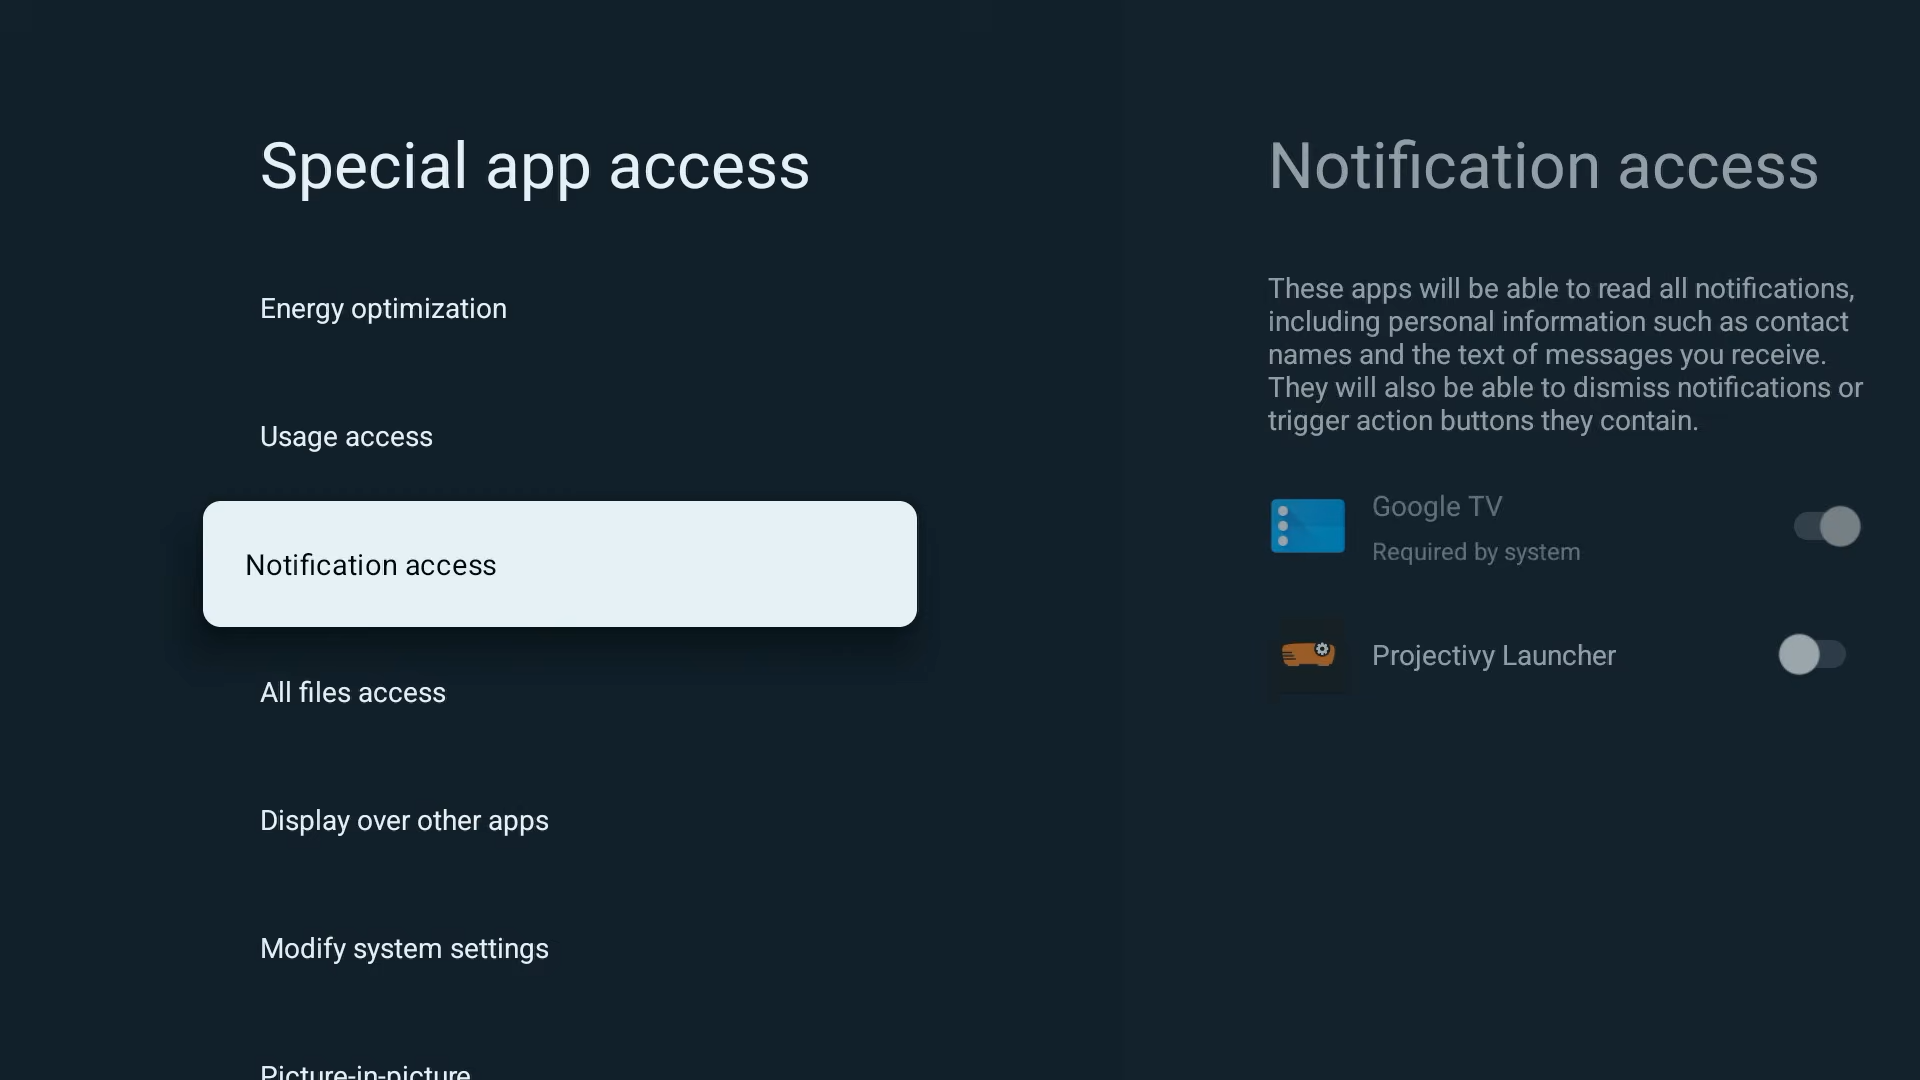 Special app access
Energy optimization
Usage access
Notification access
All files access
Display over other apps
Modify system settings
Picture-in-picture
Notification access
These apps will be able to read all notifications,
including personal information such as contact
names and the text of messages you receive.
They will also be able to dismiss notifications or
trigger action buttons they contain.
Google TV
Required by system
Projectivy Launcher